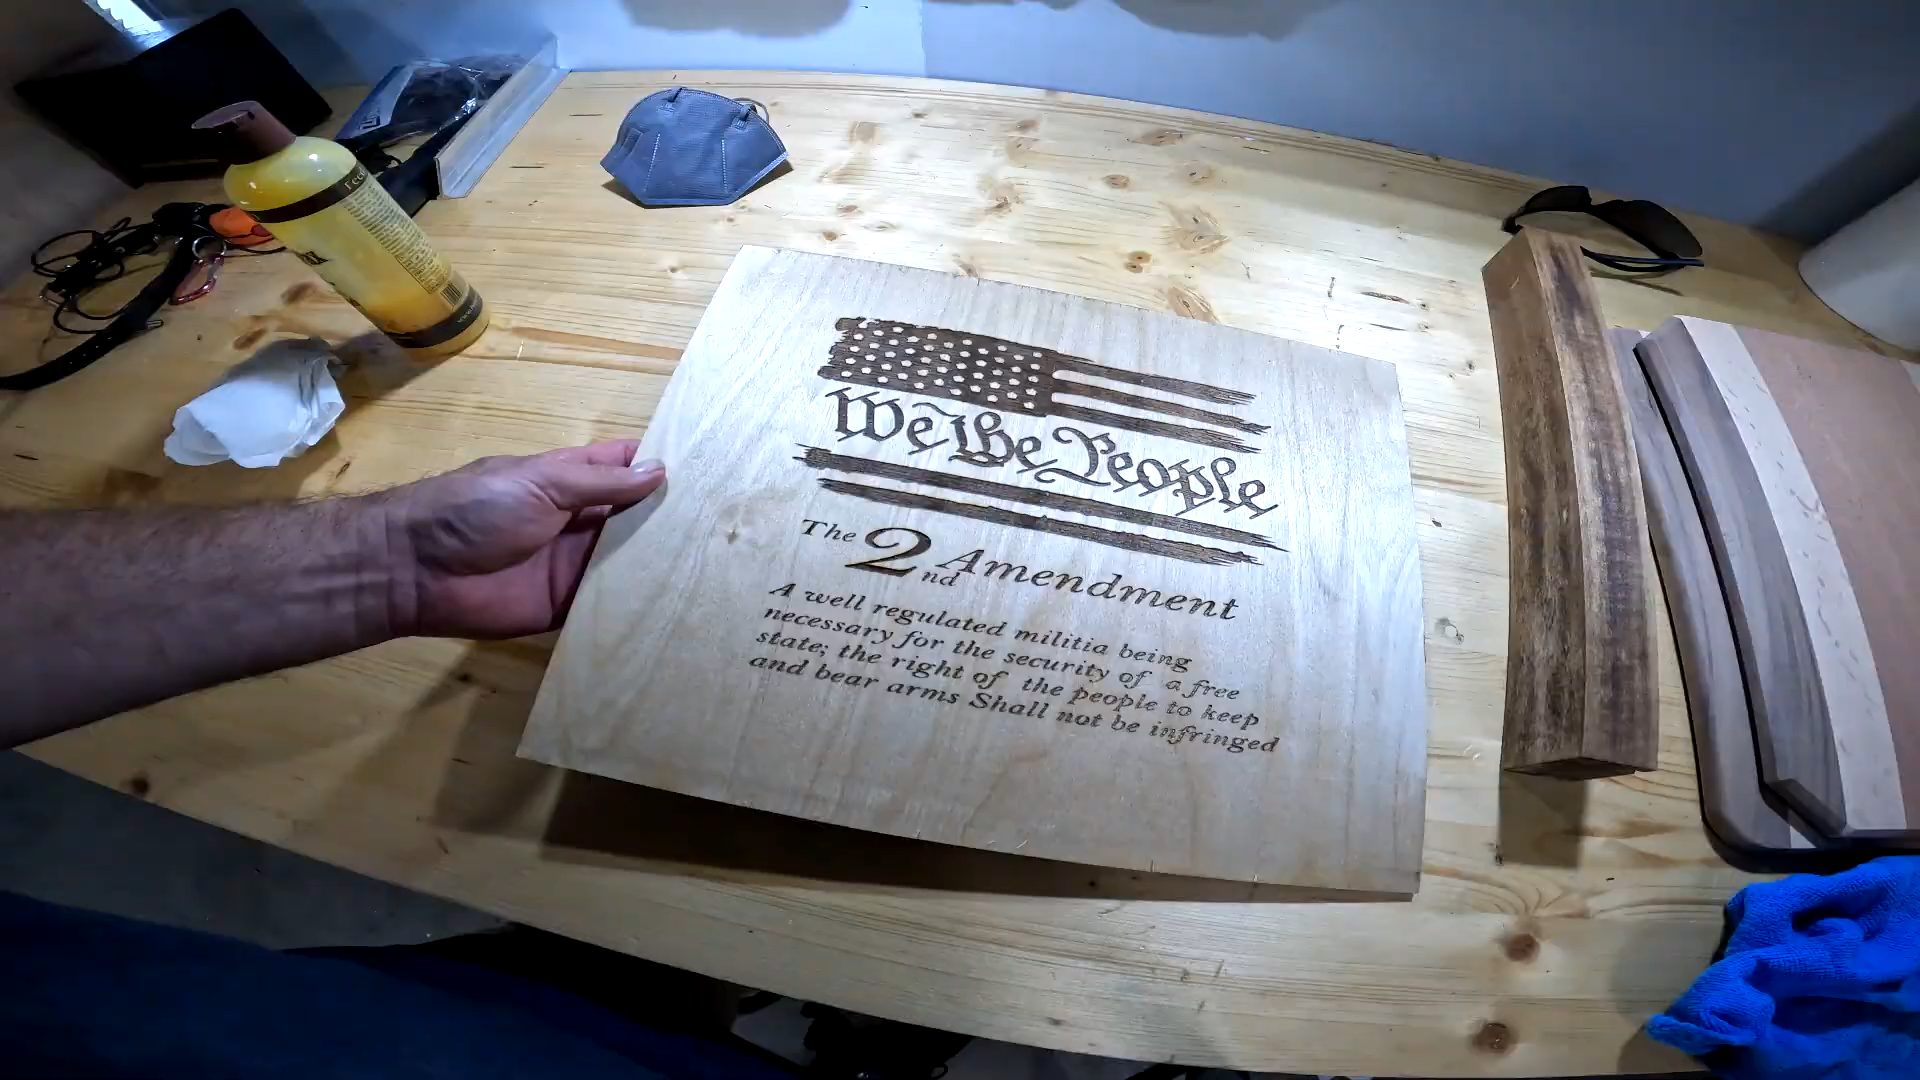 We the People
The 2nd Amendment
A well regulated militia being
necessary for the security of a free
state; the right of the people to keep
and bear arms Shall not be infringed